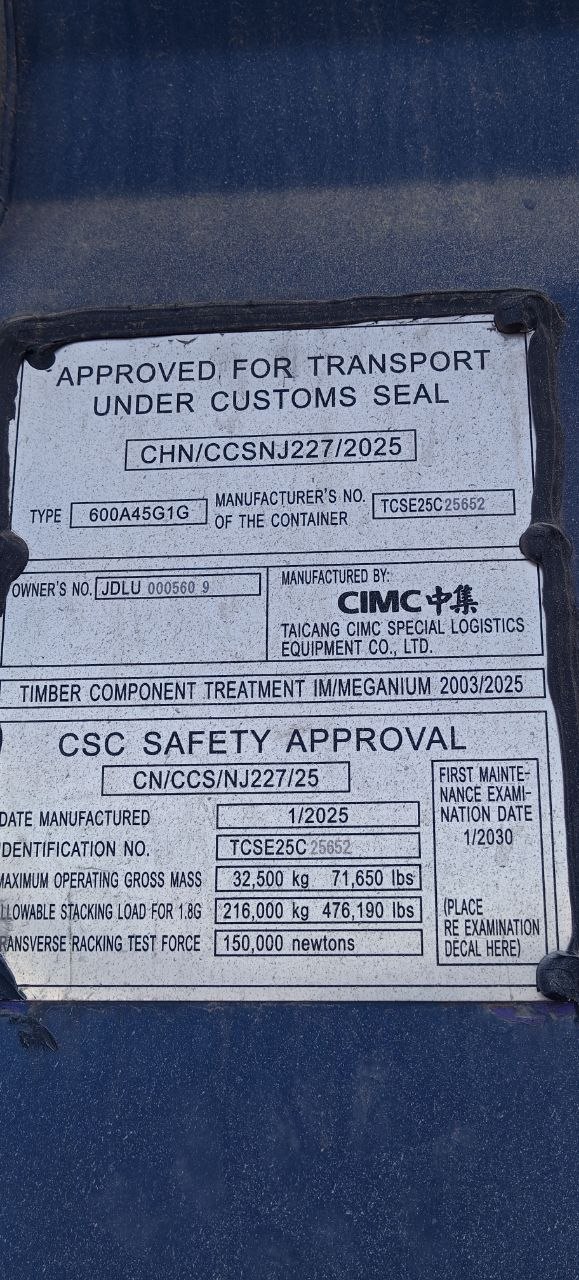 APPROVED FOR TRANSPORT
UNDER CUSTOMS SEAL
CHN/CCSNJ227/2025
TYPE 600A45G1G MANUFACTURER'S NO. OF THE CONTAINER TCSE25C25652
OWNER'S NO. JDLU 000560 9
MANUFACTURED BY:
CIMC中集
TAICANG CIMC SPECIAL LOGISTICS
EQUIPMENT CO., LTD.
TIMBER COMPONENT TREATMENT IM/MEGANIUM 2003/2025
CSC SAFETY APPROVAL
CN/CCS/NJ227/25
DATE MANUFACTURED 1/2025
IDENTIFICATION NO. TCSE25C25652
MAXIMUM OPERATING GROSS MASS 32,500 kg 71,650 lbs
ALLOWABLE STACKING LOAD FOR 1.8G 216,000 kg 476,190 lbs
TRANSVERSE RACKING TEST FORCE 150,000 newtons
FIRST MAINTE-
NANCE EXAMI-
NATION DATE
1/2030
(PLACE
RE EXAMINATION
DECAL HERE)